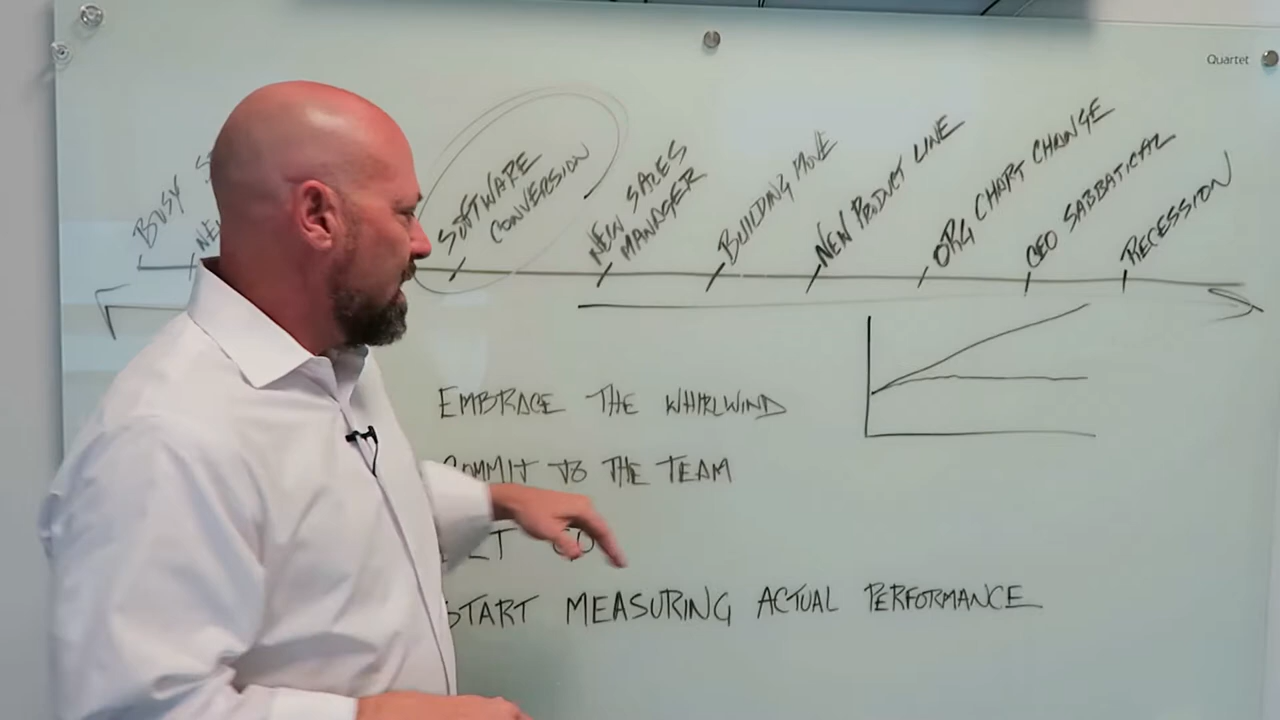 Quartet
BUSY
SOFTWARE
CONVERSION
NEW SALES
MANAGER
BUILDING MOVE
NEW PRODUCT LINE
ORG CHART CHANGE
CEO SABBATICAL
RECESSION
EMBRACE THE WHIRLWIND
COMMIT TO THE TEAM
START MEASURING ACTUAL PERFORMANCE